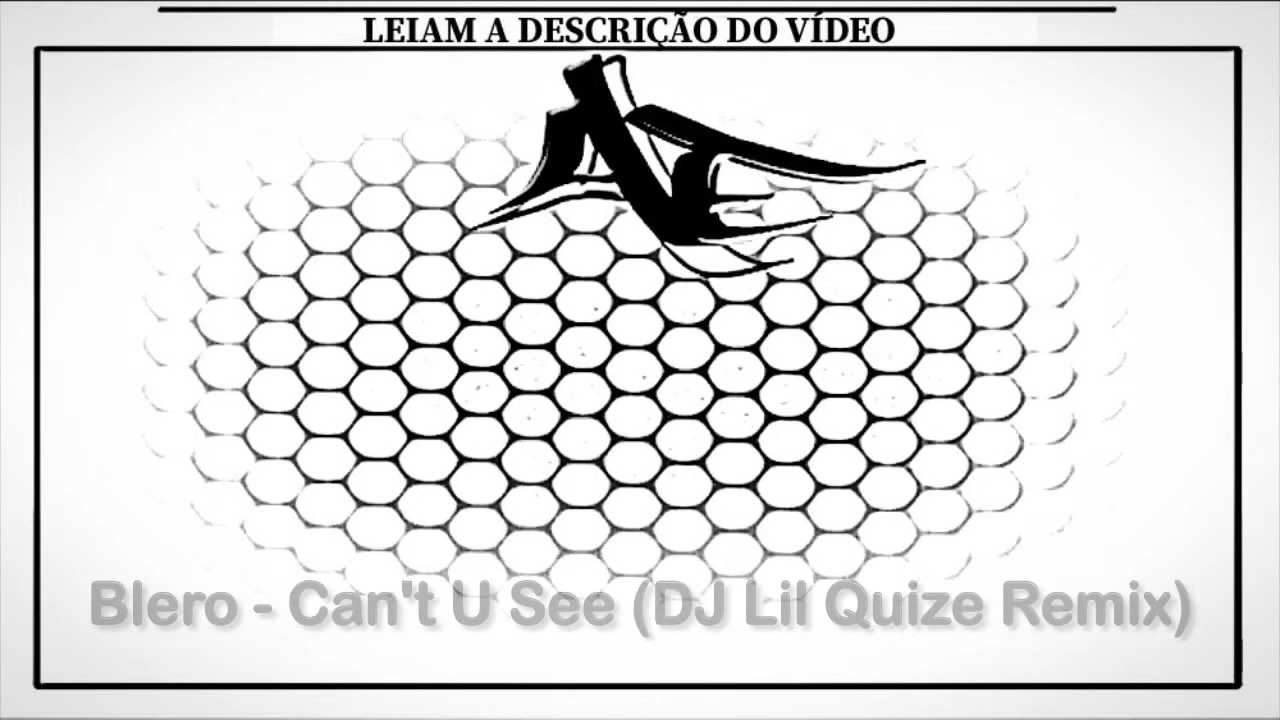 LEIAM A DESCRIÇÃO DO VÍDEO
Blero - Can't U See (DJ Lil Quize Remix)